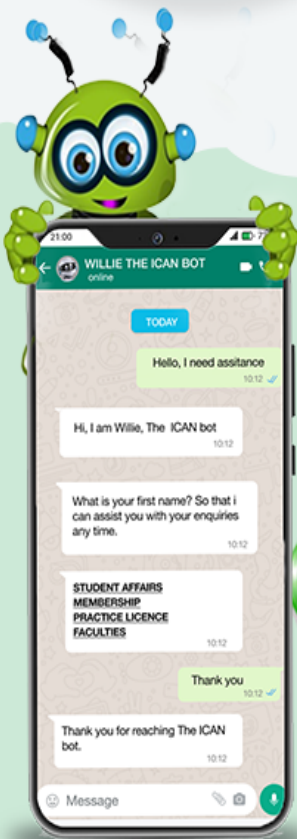 21:00
WILLIE THE ICAN BOT
online
TODAY
Hello, I need assitance
10:12
Hi, I am Willie, The ICAN bot
10:12
What is your first name? So that i
can assist you with your enquiries
any time.
10:12
STUDENT AFFAIRS
MEMBERSHIP
PRACTICE LICENCE
FACULTIES
10:12
Thank you
10:12
Thank you for reaching The ICAN
bot.
10:12
Message